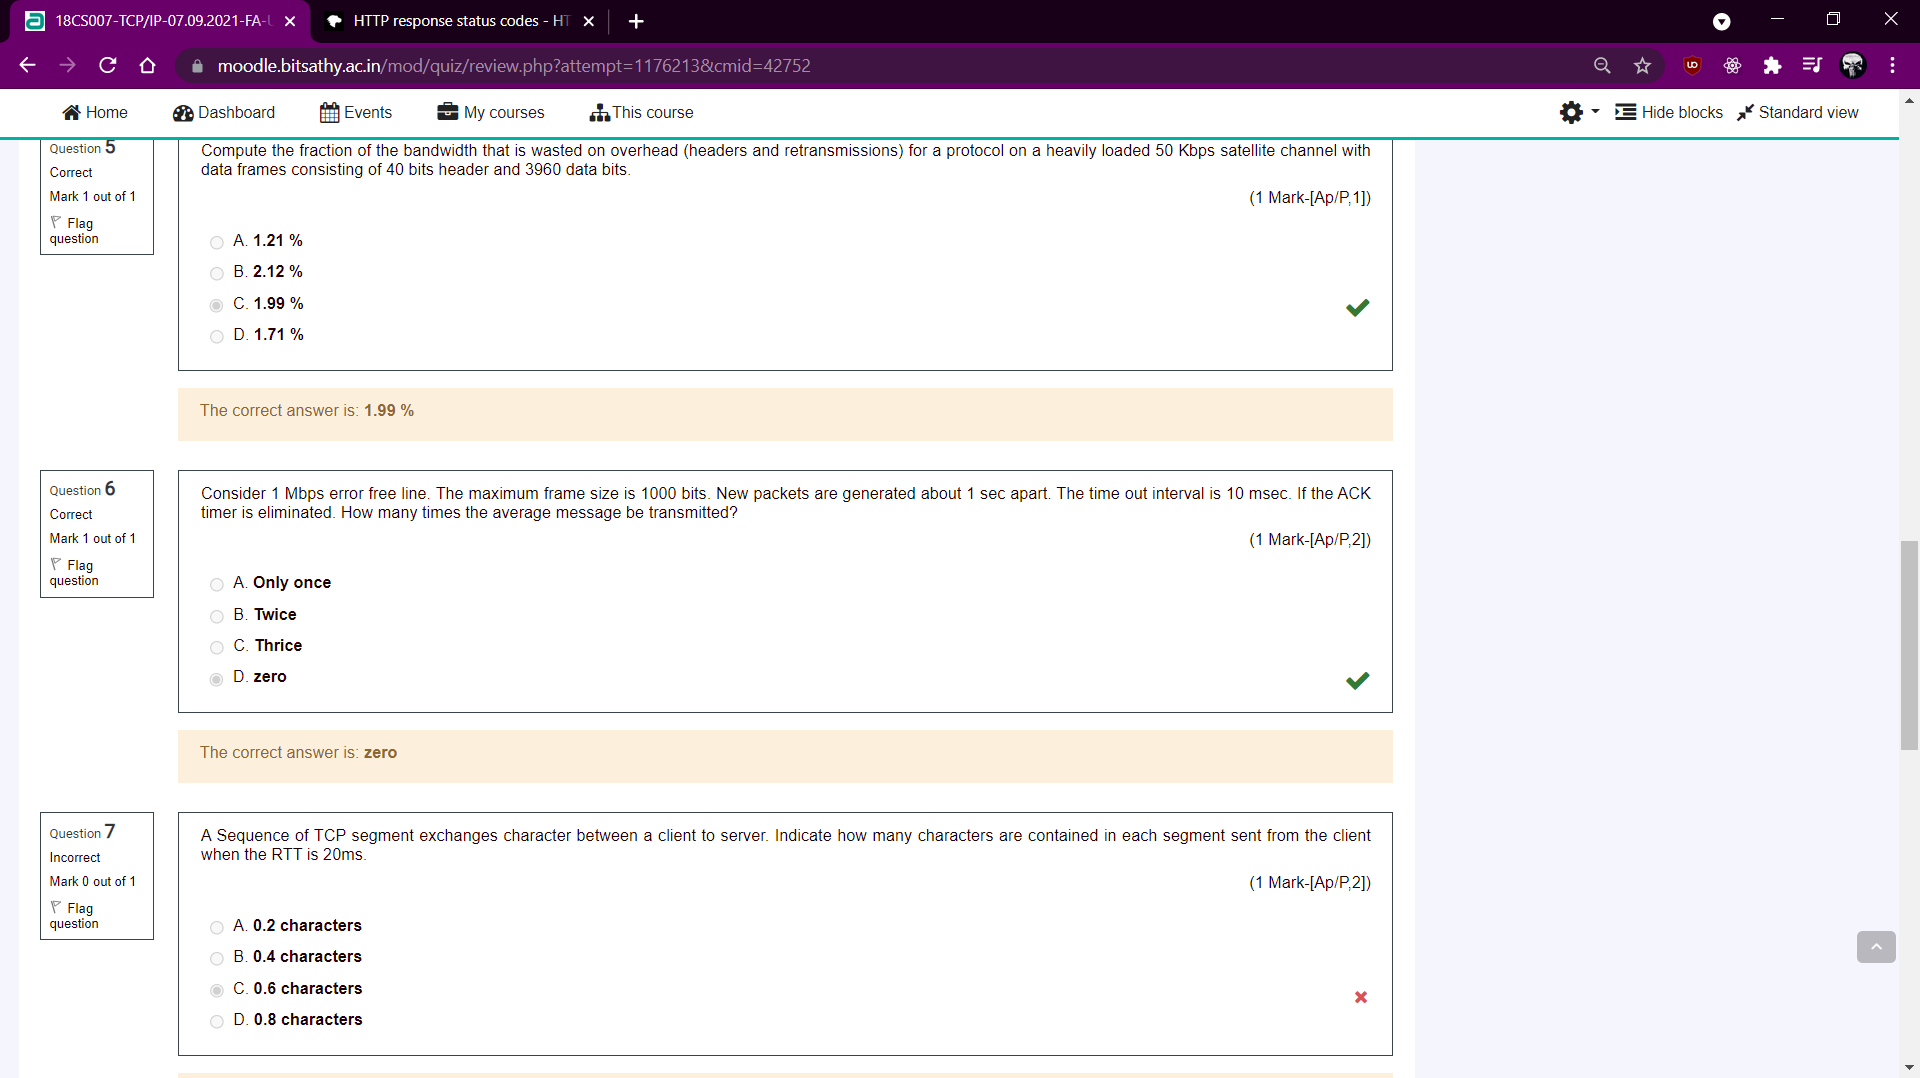 18CS007-TCP/IP-07.09.2021-FA-
HTTP response status codes - HT
moodle.bitsathy.ac.in/mod/quiz/review.php?attempt=1176213&cmid=42752
Home Dashboard Events My courses This course Hide blocks Standard view
Question 5
Correct
Mark 1 out of 1
Flag
question
Compute the fraction of the bandwidth that is wasted on overhead (headers and retransmissions) for a protocol on a heavily loaded 50 Kbps satellite channel with
data frames consisting of 40 bits header and 3960 data bits.
(1 Mark-[Ap/P,1])
A. 1.21 %
B. 2.12 %
C. 1.99 %
D. 1.71 %
The correct answer is: 1.99 %
Question 6
Correct
Mark 1 out of 1
Flag
question
Consider 1 Mbps error free line. The maximum frame size is 1000 bits. New packets are generated about 1 sec apart. The time out interval is 10 msec. If the ACK
timer is eliminated. How many times the average message be transmitted?
(1 Mark-[Ap/P,2])
A. Only once
B. Twice
C. Thrice
D. zero
The correct answer is: zero
Question 7
Incorrect
Mark 0 out of 1
Flag
question
A Sequence of TCP segment exchanges character between a client to server. Indicate how many characters are contained in each segment sent from the client
when the RTT is 20ms.
(1 Mark-[Ap/P,2])
A. 0.2 characters
B. 0.4 characters
C. 0.6 characters
D. 0.8 characters